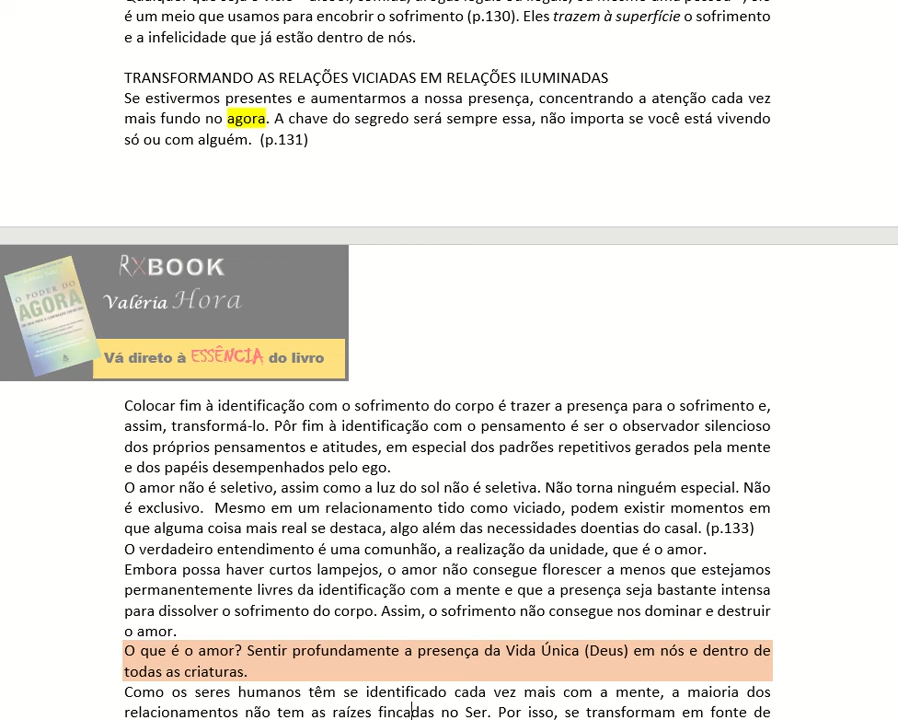 é um meio que usamos para encobrir o sofrimento (p.130). Eles trazem à superfície o sofrimento
e a infelicidade que já estão dentro de nós.
TRANSFORMANDO AS RELAÇÕES VICIADAS EM RELAÇÕES ILUMINADAS
Se estivermos presentes e aumentarmos a nossa presença, concentrando a atenção cada vez
mais fundo no agora. A chave do segredo será sempre essa, não importa se você está vivendo
só ou com alguém. (p.131)
RXBOOK
Valéria Hora
O PODER DO
AGORA
Vá direto à ESSÊNCIA do livro
Colocar fim à identificação com o sofrimento do corpo é trazer a presença para o sofrimento e,
assim, transformá-lo. Pôr fim à identificação com o pensamento é ser o observador silencioso
dos próprios pensamentos e atitudes, em especial dos padrões repetitivos gerados pela mente
e dos papéis desempenhados pelo ego.
O amor não é seletivo, assim como a luz do sol não é seletiva. Não torna ninguém especial. Não
é exclusivo. Mesmo em um relacionamento tido como viciado, podem existir momentos em
que alguma coisa mais real se destaca, algo além das necessidades doentias do casal. (p.133)
O verdadeiro entendimento é uma comunhão, a realização da unidade, que é o amor.
Embora possa haver curtos lampejos, o amor não consegue florescer a menos que estejamos
permanentemente livres da identificação com a mente e que a presença seja bastante intensa
para dissolver o sofrimento do corpo. Assim, o sofrimento não consegue nos dominar e destruir
o amor.
O que é o amor? Sentir profundamente a presença da Vida Única (Deus) em nós e dentro de
todas as criaturas.
Como os seres humanos têm se identificado cada vez mais com a mente, a maioria dos
relacionamentos não tem as raízes fincadas no Ser. Por isso, se transformam em fonte de